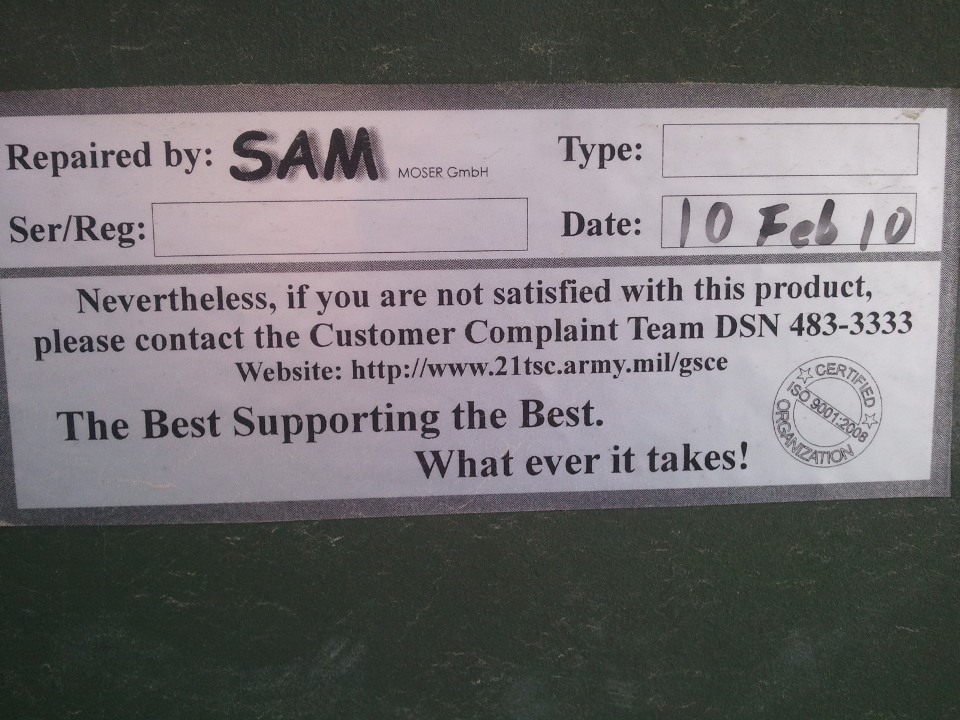 Repaired by: SAM MOSER GmbH Type:
Ser/Reg: Date: 10 Feb 10
Nevertheless, if you are not satisfied with this product,
please contact the Customer Complaint Team DSN 483-3333
Website: http://www.21tsc.army.mil/gsce
The Best Supporting the Best.
What ever it takes!
CERTIFIED
ISO 9001:2008
ORGANIZATION